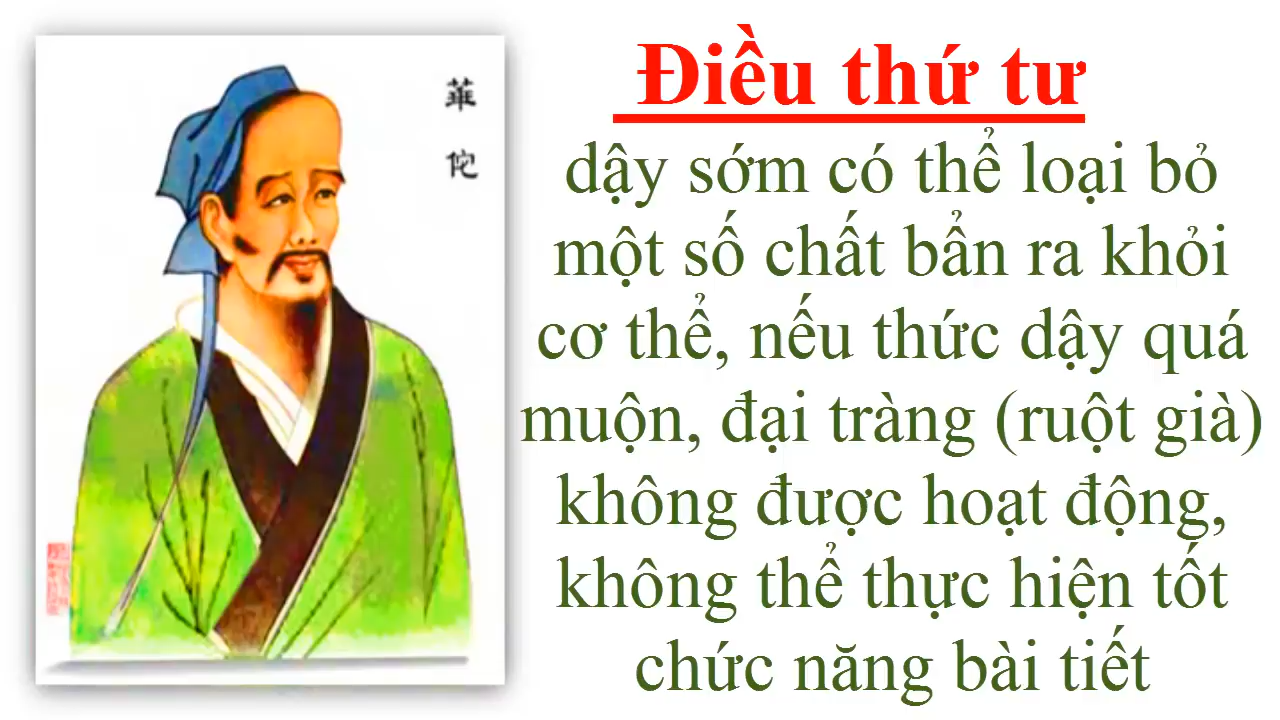 華
佗
Điều thứ tư
dậy sớm có thể loại bỏ
một số chất bẩn ra khỏi
cơ thể, nếu thức dậy quá
muộn, đại tràng (ruột già)
không được hoạt động,
không thể thực hiện tốt
chức năng bài tiết